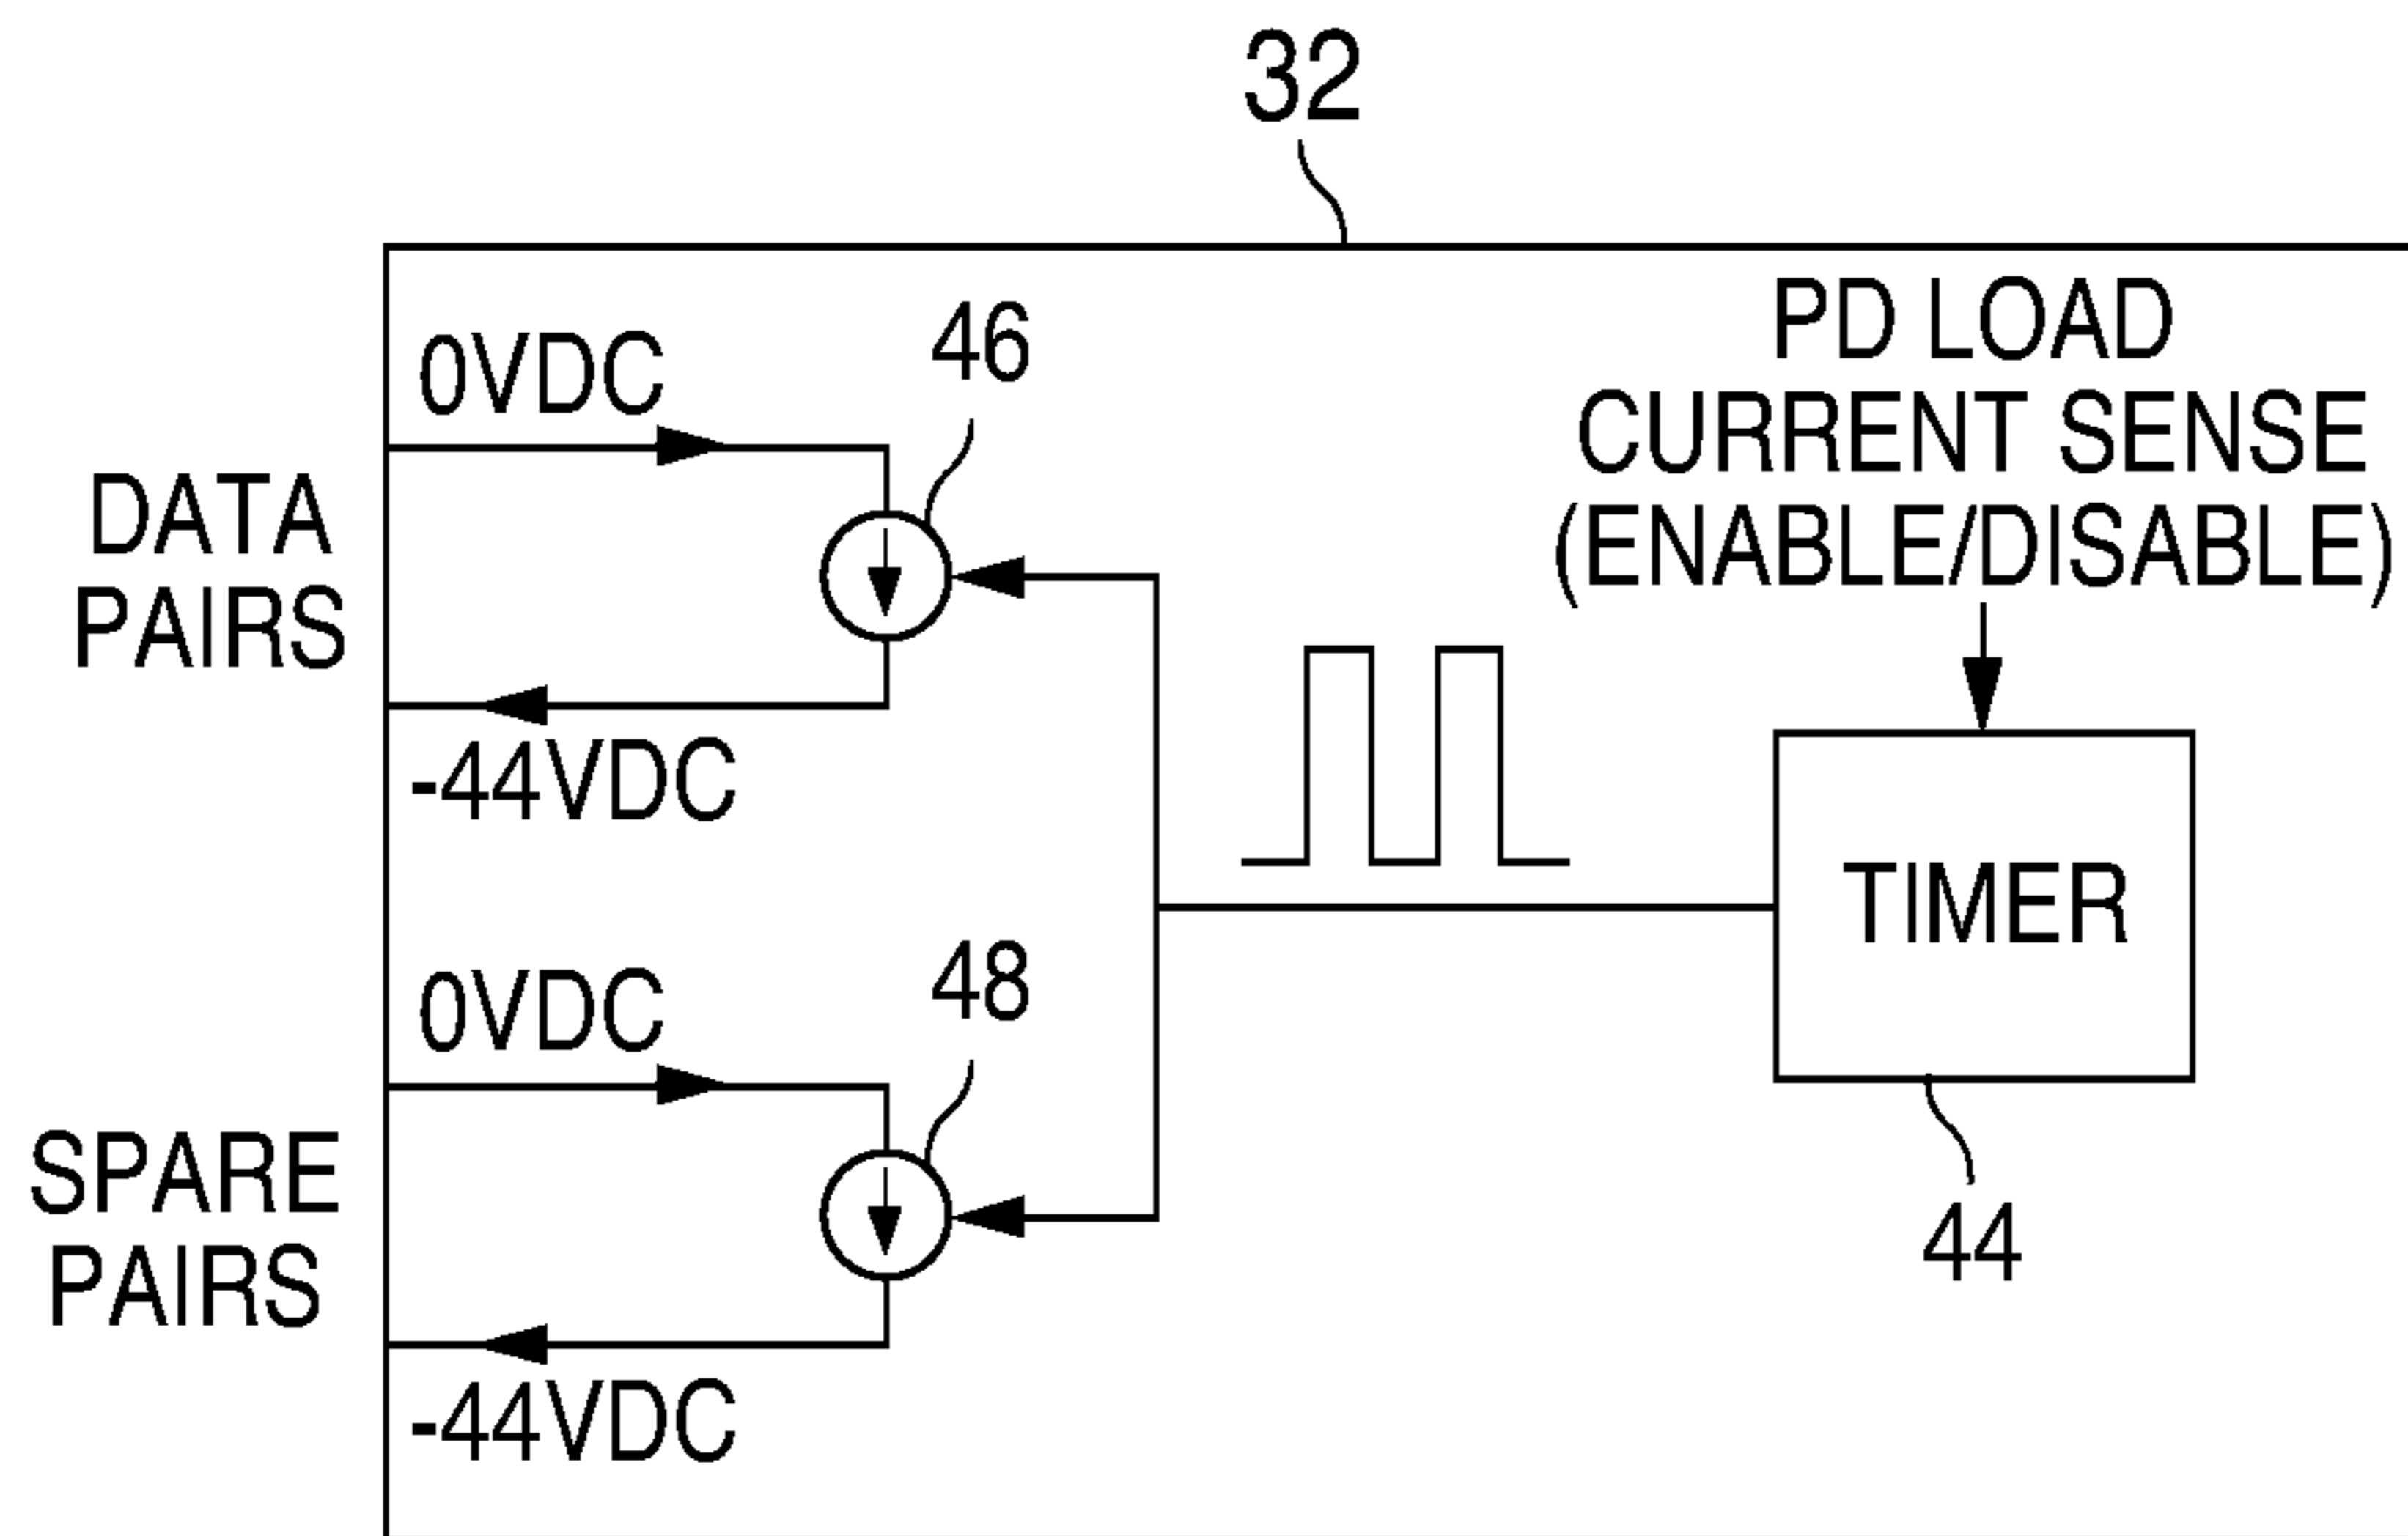 32
PD LOAD
CURRENT SENSE
(ENABLE/DISABLE)
0VDC
46
DATA
PAIRS
-44VDC
TIMER
0VDC
48
SPARE
PAIRS
44
-44VDC